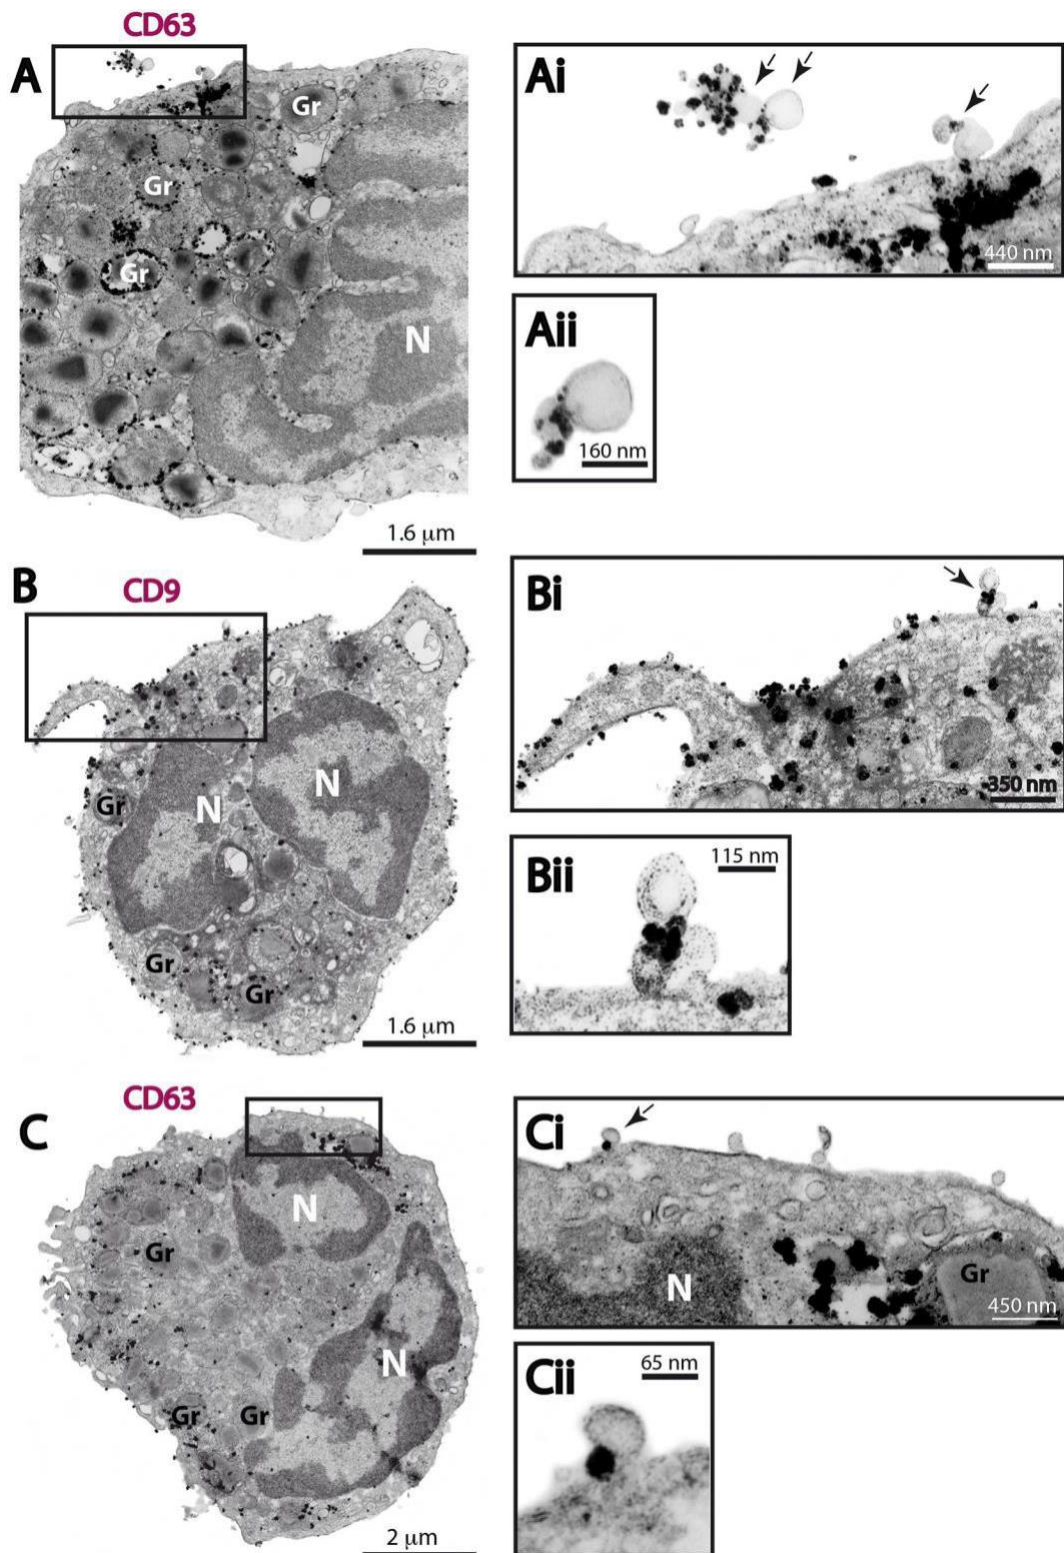 CD63
A
Gr
Gr
Gr
N
1.6 μm
Ai
440 nm
Aii
160 nm
B
CD9
N
N
Gr
Gr
Gr
1.6 μm
Bi
350 nm
Bii
115 nm
CD63
C
N
Gr
N
Gr
Gr
2 μm
Ci
N
Gr
450 nm
Cii
65 nm